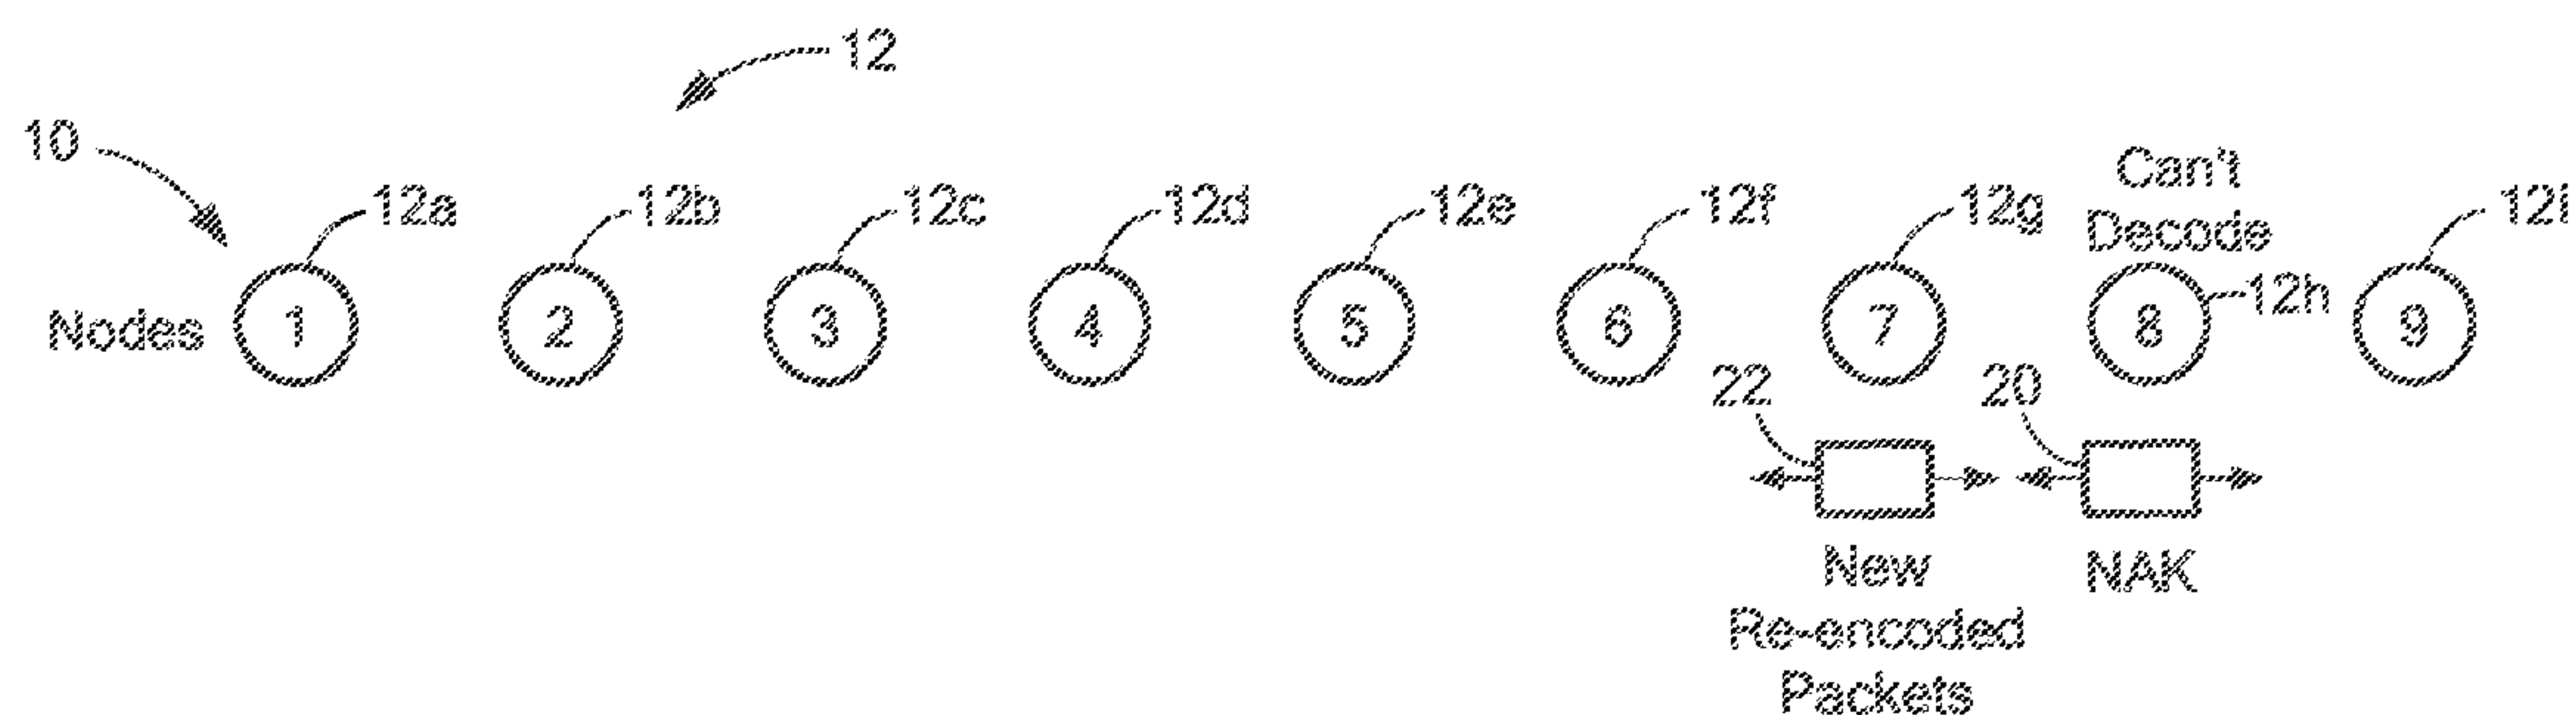 12
10
12a 12b 12c 12d 12e 12f 12g Can't 12i
Decode
Nodes 1 2 3 4 5 6 7 8 12h 9
22 20
New NAK
Re-encoded
Packets